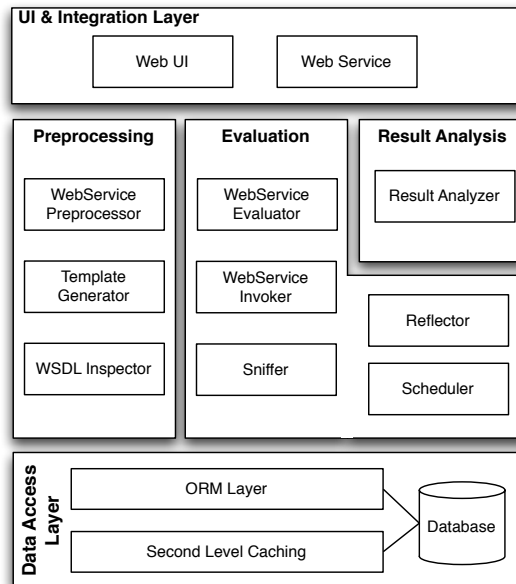 UI & Integration Layer
Web UI
Web Service
Preprocessing
WebService
Preprocessor
Template
Generator
WSDL Inspector
Evaluation
WebService
Evaluator
WebService
Invoker
Sniffer
Result Analysis
Result Analyzer
Reflector
Scheduler
Data Access
Layer
ORM Layer
Second Level Caching
Database